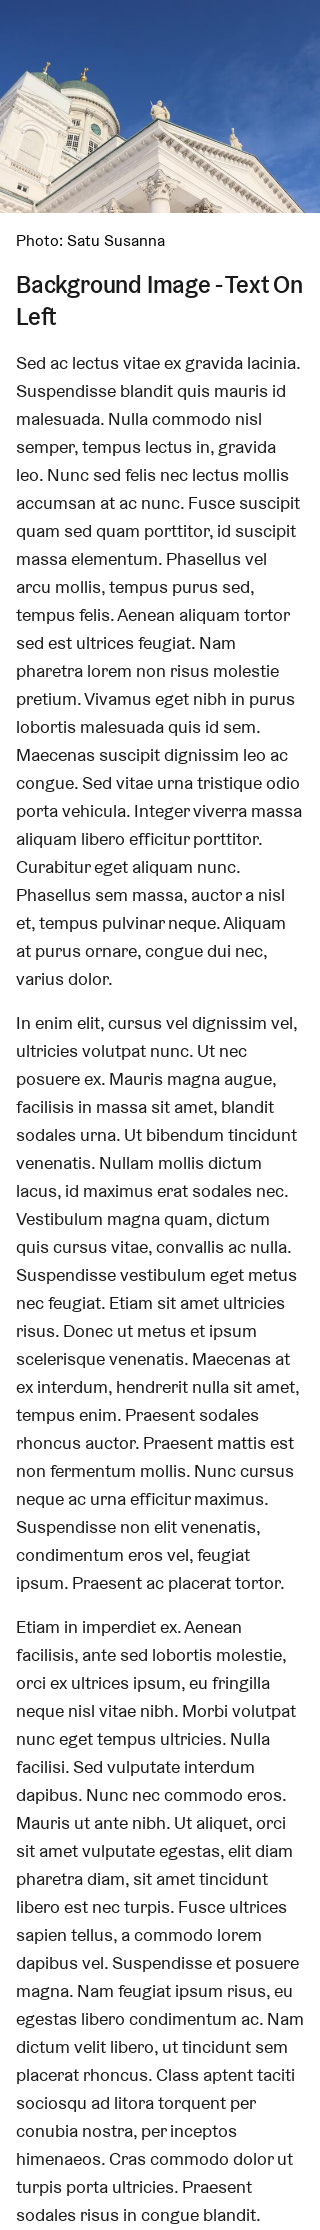 Photo: Satu Susanna
Background Image - Text On
Left
Sed ac lectus vitae ex gravida lacinia.
Suspendisse blandit quis mauris id
malesuada. Nulla commodo nisl
semper, tempus lectus in, gravida
leo. Nunc sed felis nec lectus mollis
accumsan at ac nunc. Fusce suscipit
quam sed quam porttitor, id suscipit
massa elementum. Phasellus vel
arcu mollis, tempus purus sed,
tempus felis. Aenean aliquam tortor
sed est ultrices feugiat. Nam
pharetra lorem non risus molestie
pretium. Vivamus eget nibh in purus
lobortis malesuada quis id sem.
Maecenas suscipit dignissim leo ac
congue. Sed vitae urna tristique odio
porta vehicula. Integer viverra massa
aliquam libero efficitur porttitor.
Curabitur eget aliquam nunc.
Phasellus sem massa, auctor a nisl
et, tempus pulvinar neque. Aliquam
at purus ornare, congue dui nec,
varius dolor.
In enim elit, cursus vel dignissim vel,
ultricies volutpat nunc. Ut nec
posuere ex. Mauris magna augue,
facilisis in massa sit amet, blandit
sodales urna. Ut bibendum tincidunt
venenatis. Nullam mollis dictum
lacus, id maximus erat sodales nec.
Vestibulum magna quam, dictum
quis cursus vitae, convallis ac nulla.
Suspendisse vestibulum eget metus
nec feugiat. Etiam sit amet ultricies
risus. Donec ut metus et ipsum
scelerisque venenatis. Maecenas at
ex interdum, hendrerit nulla sit amet,
tempus enim. Praesent sodales
rhoncus auctor. Praesent mattis est
non fermentum mollis. Nunc cursus
neque ac urna efficitur maximus.
Suspendisse non elit venenatis,
condimentum eros vel, feugiat
ipsum. Praesent ac placerat tortor.
Etiam in imperdiet ex. Aenean
facilisis, ante sed lobortis molestie,
orci ex ultrices ipsum, eu fringilla
neque nisl vitae nibh. Morbi volutpat
nunc eget tempus ultricies. Nulla
facilisi. Sed vulputate interdum
dapibus. Nunc nec commodo eros.
Mauris ut ante nibh. Ut aliquet, orci
sit amet vulputate egestas, elit diam
pharetra diam, sit amet tincidunt
libero est nec turpis. Fusce ultrices
sapien tellus, a commodo lorem
dapibus vel. Suspendisse et posuere
magna. Nam feugiat ipsum risus, eu
egestas libero condimentum ac. Nam
dictum velit libero, ut tincidunt sem
placerat rhoncus. Class aptent taciti
sociosqu ad litora torquent per
conubia nostra, per inceptos
himenaeos. Cras commodo dolor ut
turpis porta ultricies. Praesent
sodales risus in congue blandit.